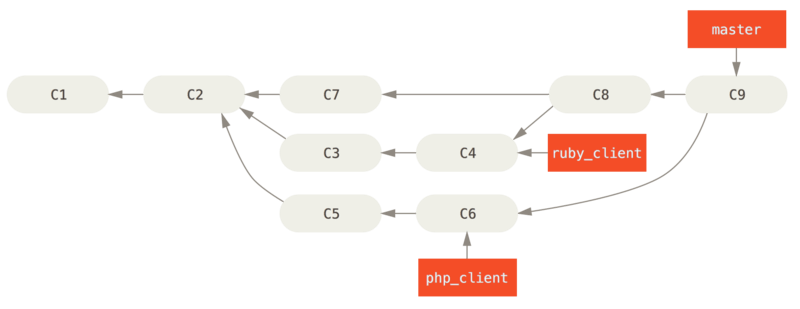 master
C1
C2
C7
C8
C9
C3
C4
ruby_client
C5
C6
php_client